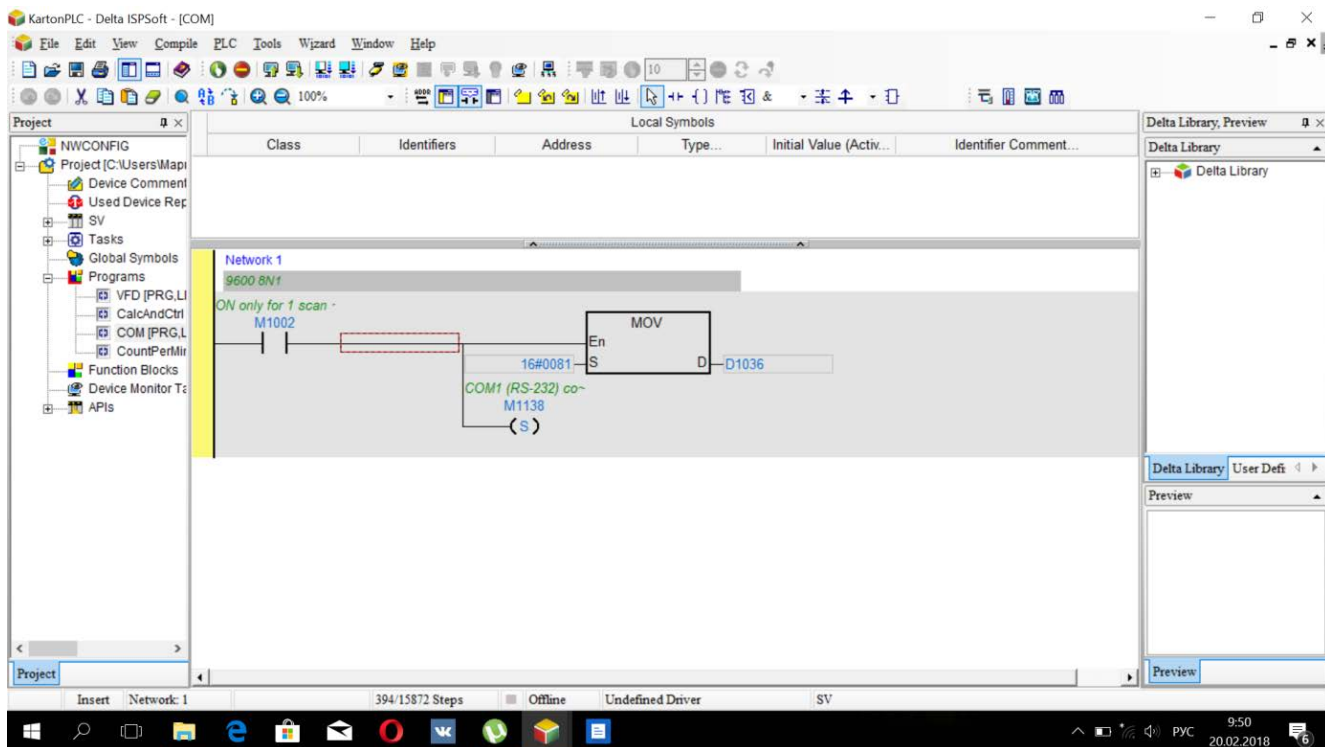 KartonPLC - Delta ISPSoft - [COM]
File Edit View Compile PLC Tools Wizard Window Help
10
100%
Project
NWCONFIG
Project [C:\Users\Mapi
Device Comment
Used Device Rep
SV
Tasks
Global Symbols
Programs
VFD [PRG,LI
CalcAndCtrl
COM [PRG,L
CountPerMir
Function Blocks
Device Monitor Ta
APIs
Project
Local Symbols
Class Identifiers Address Type... Initial Value (Activ... Identifier Comment...
Network 1
9600 8N1
ON only for 1 scan ·
M1002
MOV
En
16#0081 S D D1036
COM1 (RS-232) co~
M1138
S
Delta Library, Preview
Delta Library
Delta Library
Delta Library User Defi
Preview
Preview
Insert Network: 1 394/15872 Steps Offline Undefined Driver SV
РУС
9:50
20.02.2018
6